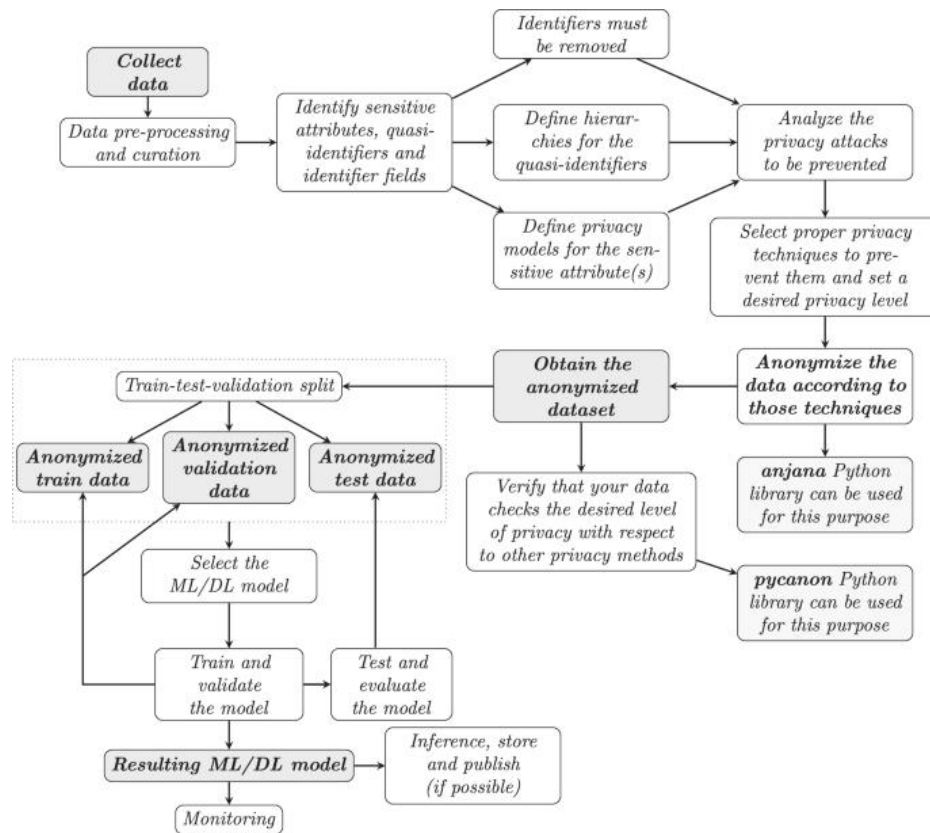 Collect
data
Data pre-processing
and curation
Identify sensitive
attributes, quasi-
identifiers and
identifier fields
Identifiers must
be removed
Define hierar-
chies for the
quasi-identifiers
Define privacy
models for the sen-
sitive attribute(s)
Analyze the
privacy attacks
to be prevented
Select proper privacy
techniques to pre-
vent them and set a
desired privacy level
Anonymize the
data according to
those techniques
anjana Python
library can be used
for this purpose
Obtain the
anonymized
dataset
Verify that your data
checks the desired level
of privacy with respect
to other privacy methods
pycanon Python
library can be used
for this purpose
Train-test-validation split
Anonymized
train data
Anonymized
validation
data
Anonymized
test data
Select the
ML/DL model
Train and
validate
the model
Test and
evaluate
the model
Resulting ML/DL model
Inference, store
and publish
(if possible)
Monitoring